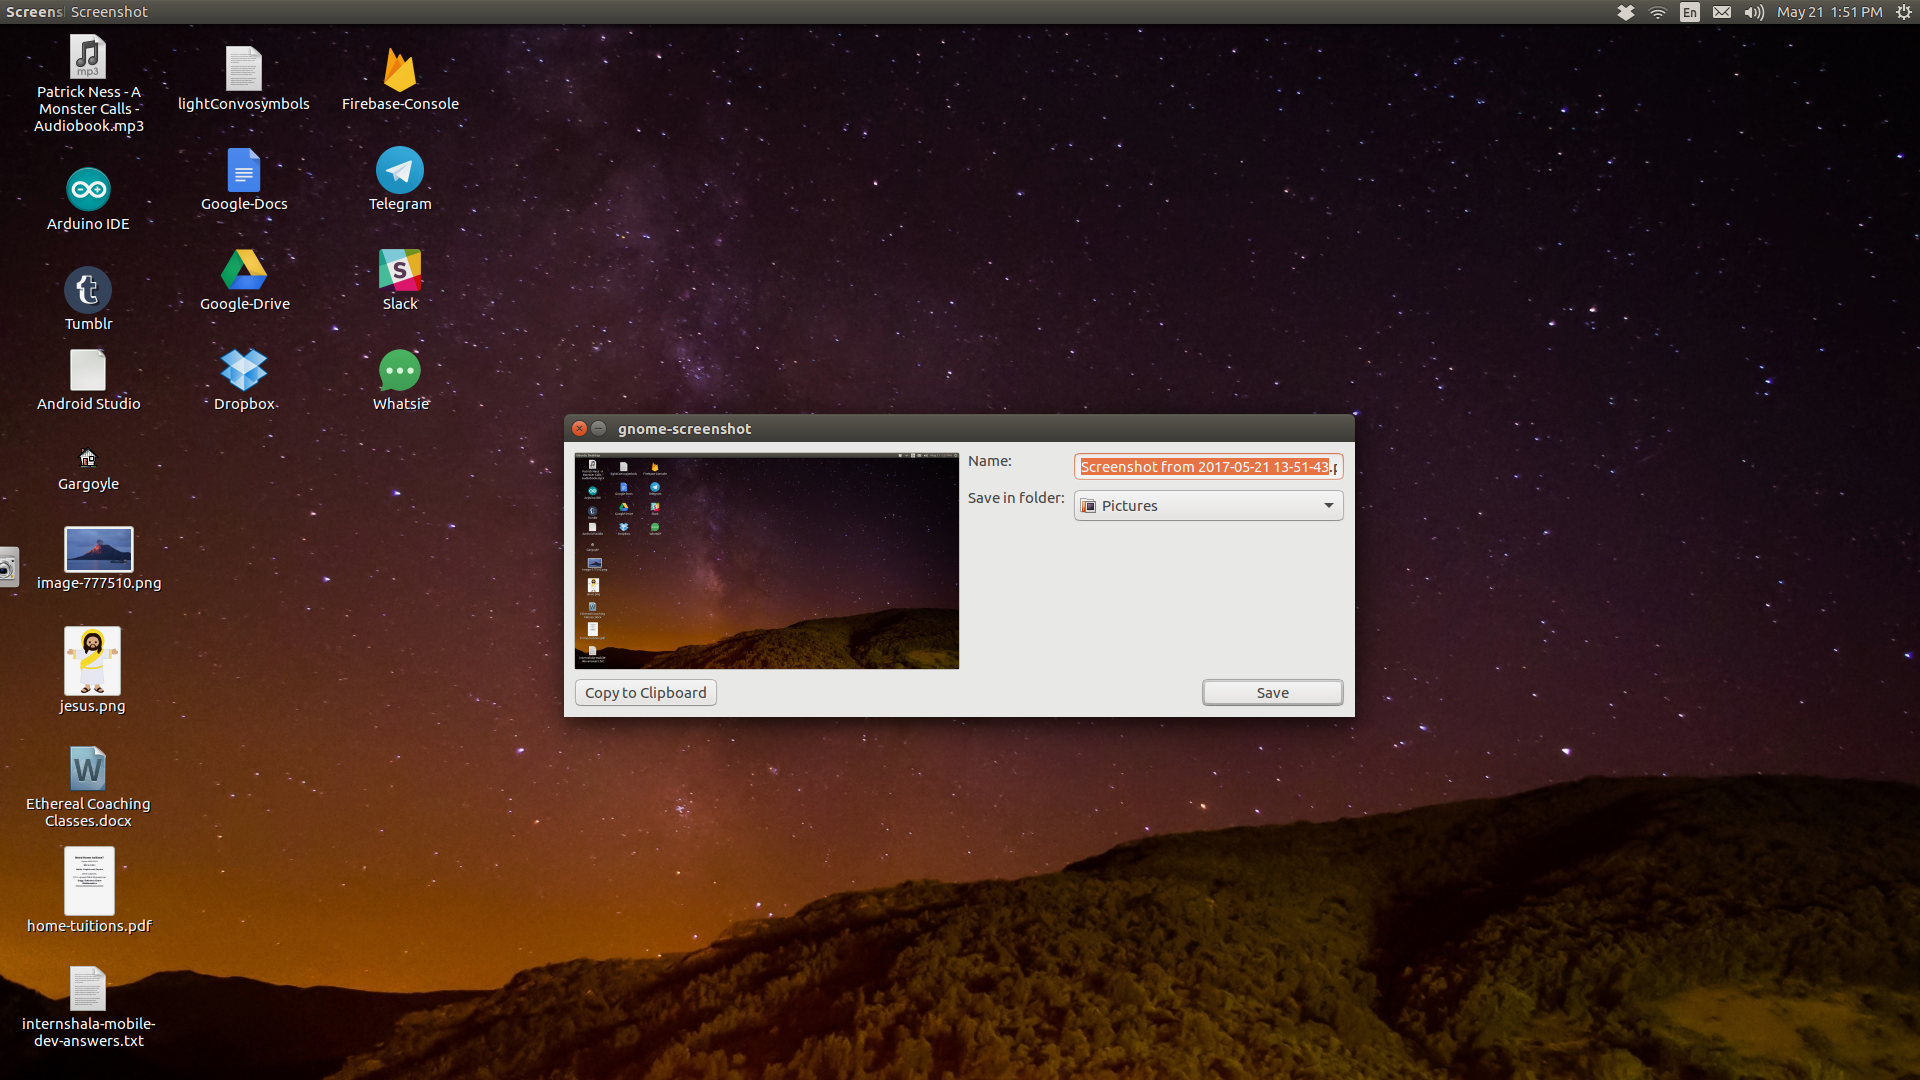 Screens Screenshot
En
May 21 1:51 PM
mp3
Patrick Ness - A
Monster Calls -
Audiobook.mp3
lightConvosymbols
Firebase-Console
Arduino IDE
Google-Docs
Telegram
t
Tumblr
Google-Drive
S
Slack
Android Studio
Dropbox
Whatsie
Gargoyle
image-777510.png
jesus.png
W
Ethereal Coaching
Classes.docx
home-tuitions.pdf
internshala-mobile-
dev-answers.txt
gnome-screenshot
Name:
Screenshot from 2017-05-21 13-51-43.p
Save in folder:
Pictures
Copy to Clipboard
Save